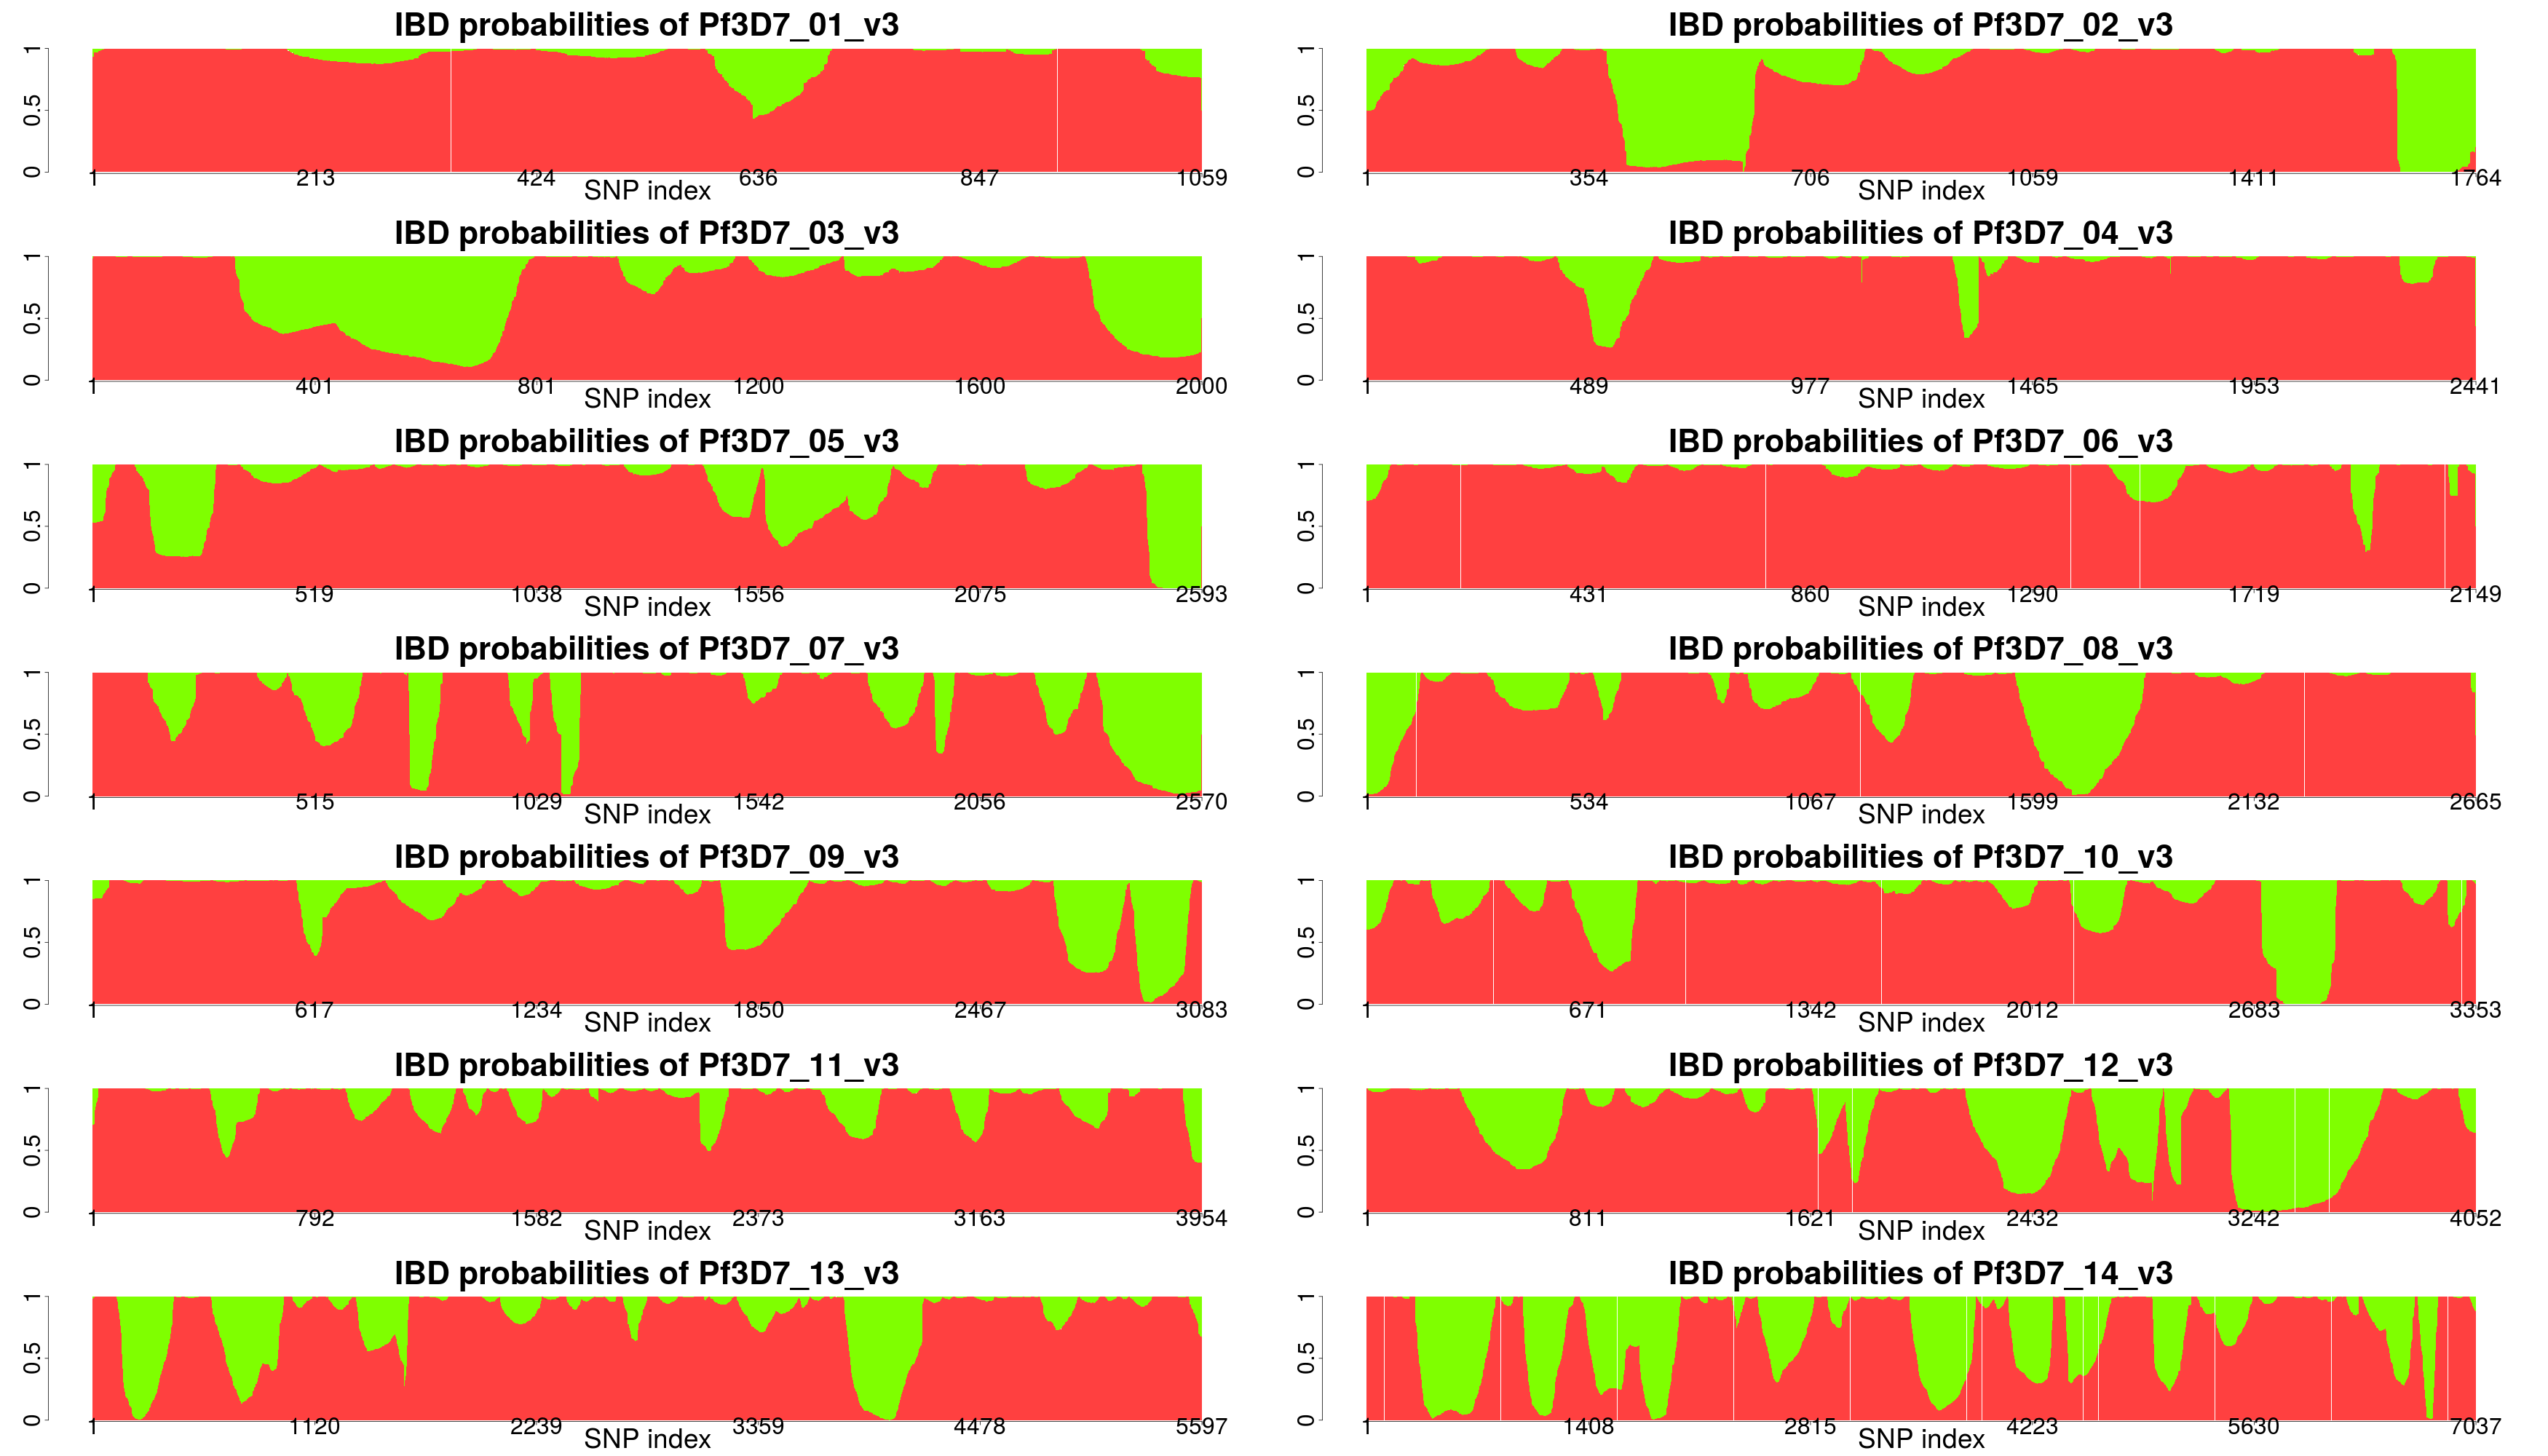 IBD probabilities of Pf3D7_01_v3
0 0.5 1
1 213 424 636 847 1059
SNP index
IBD probabilities of Pf3D7_02_v3
0 0.5 1
1 354 706 1059 1411 1764
SNP index
IBD probabilities of Pf3D7_03_v3
0 0.5 1
1 401 801 1200 1600 2000
SNP index
IBD probabilities of Pf3D7_04_v3
0 0.5 1
1 489 977 1465 1953 2441
SNP index
IBD probabilities of Pf3D7_05_v3
0 0.5 1
1 519 1038 1556 2075 2593
SNP index
IBD probabilities of Pf3D7_06_v3
0 0.5 1
1 431 860 1290 1719 2149
SNP index
IBD probabilities of Pf3D7_07_v3
0 0.5 1
1 515 1029 1542 2056 2570
SNP index
IBD probabilities of Pf3D7_08_v3
0 0.5 1
1 534 1067 1599 2132 2665
SNP index
IBD probabilities of Pf3D7_09_v3
0 0.5 1
1 617 1234 1850 2467 3083
SNP index
IBD probabilities of Pf3D7_10_v3
0 0.5 1
1 671 1342 2012 2683 3353
SNP index
IBD probabilities of Pf3D7_11_v3
0 0.5 1
1 792 1582 2373 3163 3954
SNP index
IBD probabilities of Pf3D7_12_v3
0 0.5 1
1 811 1621 2432 3242 4052
SNP index
IBD probabilities of Pf3D7_13_v3
0 0.5 1
1 1120 2239 3359 4478 5597
SNP index
IBD probabilities of Pf3D7_14_v3
0 0.5 1
1 1408 2815 4223 5630 7037
SNP index